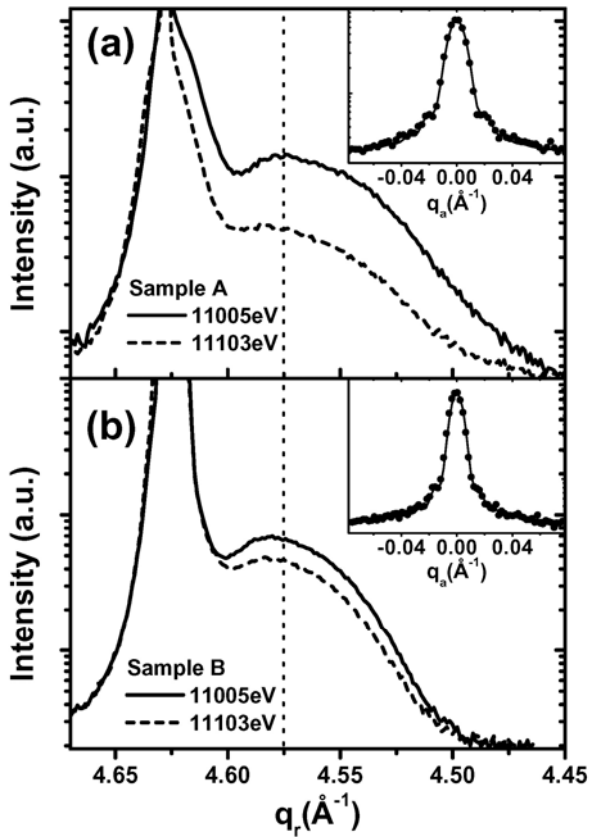 (a)
Intensity (a.u.)
Sample A
11005eV
11103eV
-0.04 0.00 0.04
qa(Å-1)
(b)
Intensity (a.u.)
Sample B
11005eV
11103eV
-0.04 0.00 0.04
qa(Å-1)
4.65 4.60 4.55 4.50 4.45
qr(Å-1)